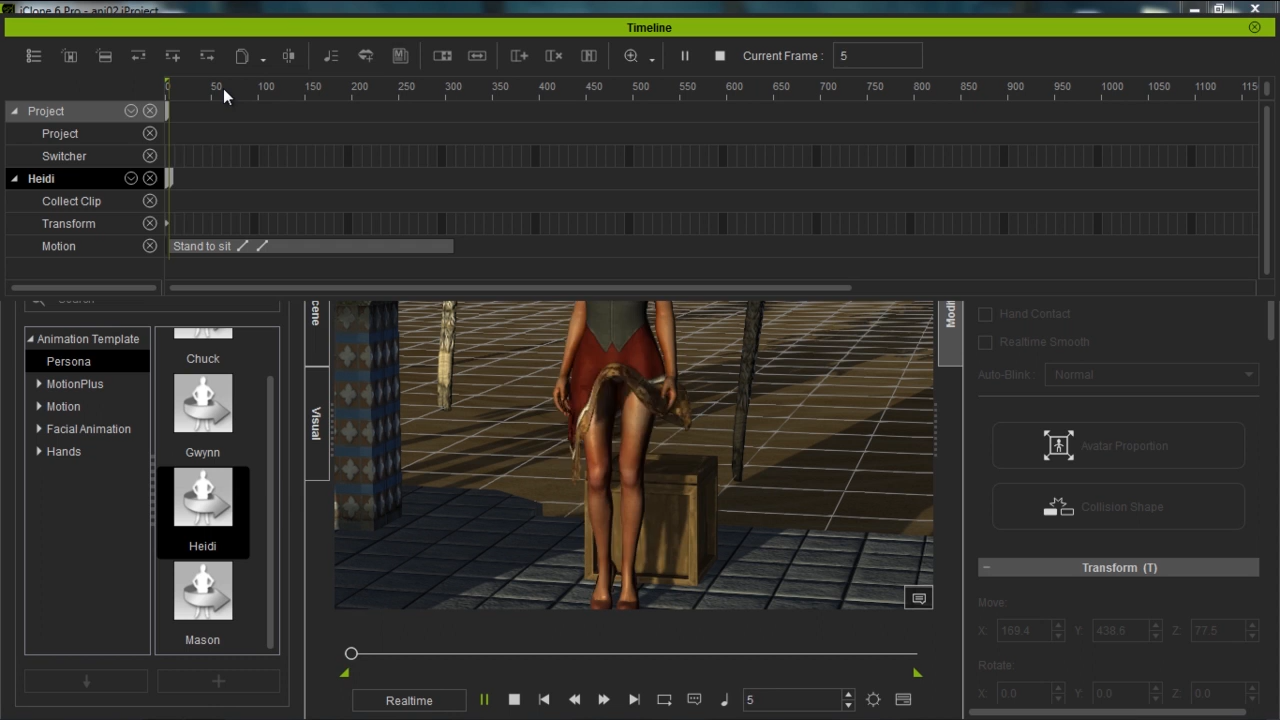 iClone 6 Pro - ani02.iProject
Timeline
Current Frame : 5
0 50 100 150 200 250 300 350 400 450 500 550 600 650 700 750 800 850 900 950 1000 1050 1100 115
Project
Project
Switcher
Heidi
Collect Clip
Transform
Motion
Stand to sit
Search
Animation Template
Persona
MotionPlus
Motion
Facial Animation
Hands
Chuck
Gwynn
Heidi
Mason
cene
Visual
Modif
Hand Contact
Realtime Smooth
Auto-Blink : Normal
Avatar Proportion
Collision Shape
Transform (T)
Move:
X: 169.4 Y: 438.6 Z: 77.5
Rotate:
X: 0.0 Y: 0.0 Z: 0.0
Realtime
5